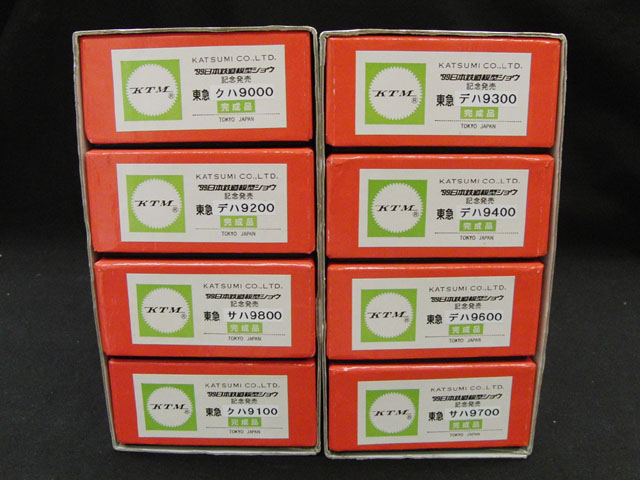 KTM®
KATSUMI CO.,LTD.
'99日本鉄道模型ショウ
記念発売
東急 クハ9000
完成品
TOKYO JAPAN
KTM®
KATSUMI CO.,LTD.
'99日本鉄道模型ショウ
記念発売
東急 デハ9200
完成品
TOKYO JAPAN
KTM®
KATSUMI CO.,LTD.
'99日本鉄道模型ショウ
記念発売
東急 サハ9800
完成品
TOKYO JAPAN
KTM®
KATSUMI CO.,LTD.
'99日本鉄道模型ショウ
記念発売
東急 クハ9100
完成品
TOKYO JAPAN
KTM®
KATSUMI CO.,LTD.
'99日本鉄道模型ショウ
記念発売
東急 デハ9300
完成品
TOKYO JAPAN
KTM®
KATSUMI CO.,LTD.
'99日本鉄道模型ショウ
記念発売
東急 デハ9400
完成品
TOKYO JAPAN
KTM®
KATSUMI CO.,LTD.
'99日本鉄道模型ショウ
記念発売
東急 デハ9600
完成品
TOKYO JAPAN
KTM®
KATSUMI CO.,LTD.
'99日本鉄道模型ショウ
記念発売
東急 サハ9700
完成品
TOKYO JAPAN